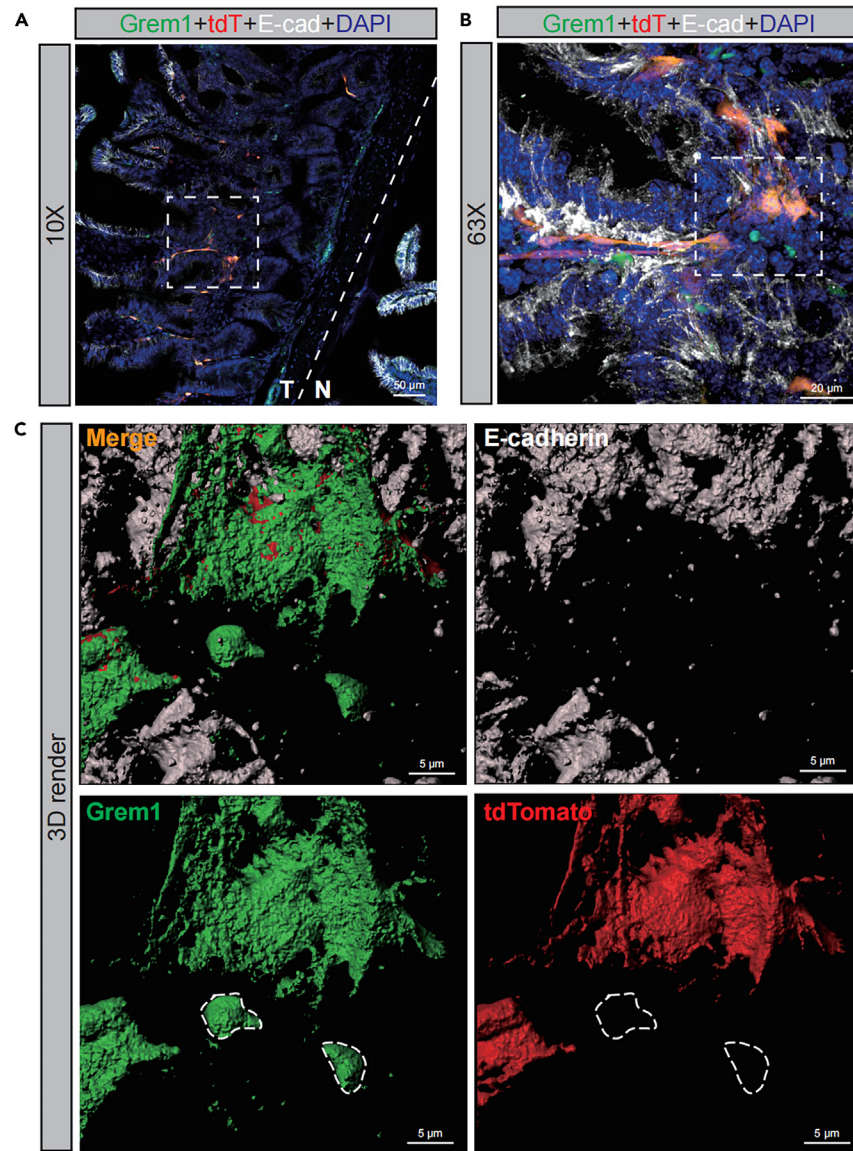 A
Grem1+tdT+E-cad+DAPI
10X
T N
50 µm
B
Grem1+tdT+E-cad+DAPI
63X
20 µm
C
3D render
Merge
5 µm
E-cadherin
5 µm
Grem1
5 µm
tdTomato
5 µm